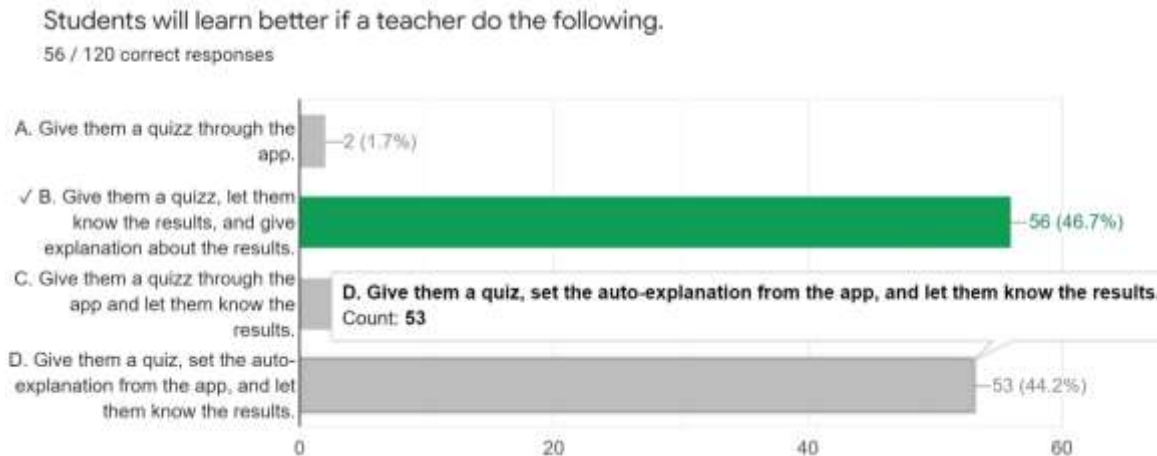 Students will learn better if a teacher do the following.
56 / 120 correct responses
A. Give them a quizz through the
app.
2 (1.7%)
✓ B. Give them a quizz, let them
know the results, and give
explanation about the results.
56 (46.7%)
C. Give them a quizz through the
app and let them know the
results.
D. Give them a quiz, set the auto-explanation from the app, and let them know the results.
Count: 53
D. Give them a quiz, set the auto-
explanation from the app, and let
them know the results.
53 (44.2%)
0 20 40 60